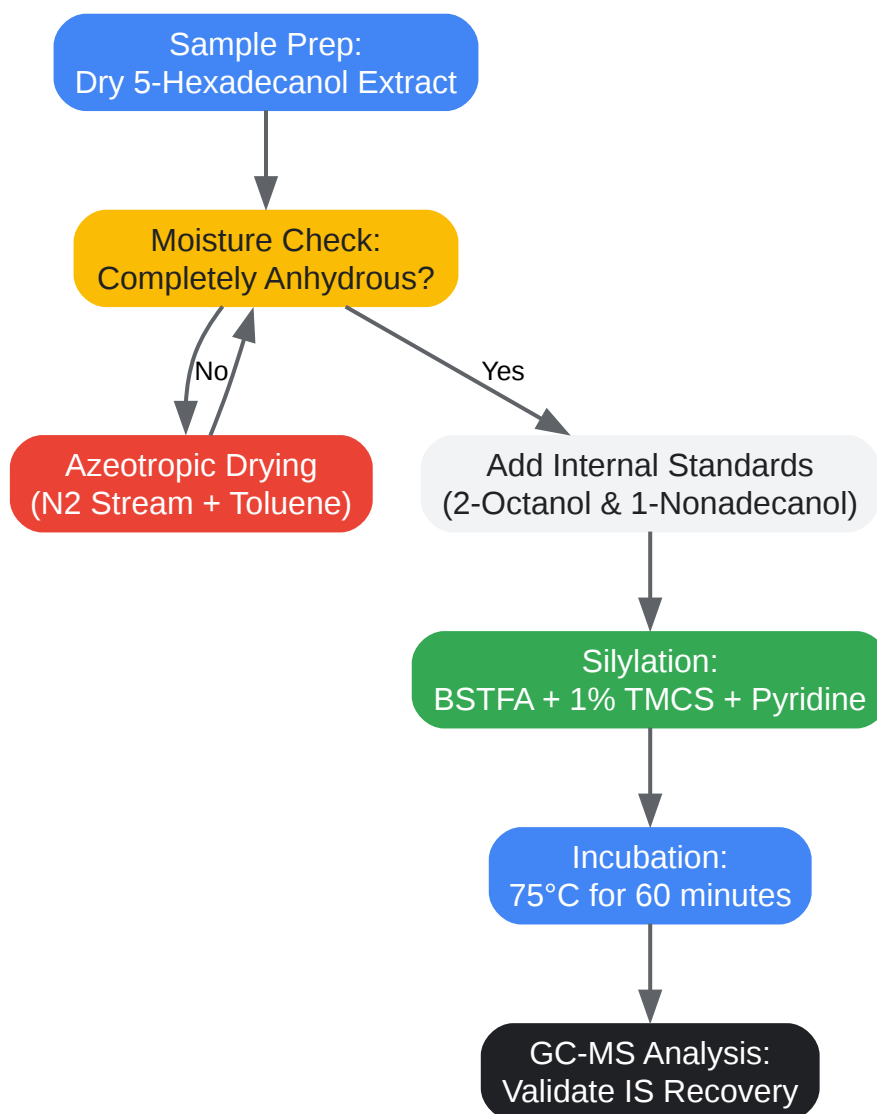 Sample Prep:
Dry 5-Hexadecanol Extract
Moisture Check:
Completely Anhydrous?
No
Yes
Azeotropic Drying
(N2 Stream + Toluene)
Add Internal Standards
(2-Octanol & 1-Nonadecanol)
Silylation:
BSTFA + 1% TMCS + Pyridine
Incubation:
75°C for 60 minutes
GC-MS Analysis:
Validate IS Recovery